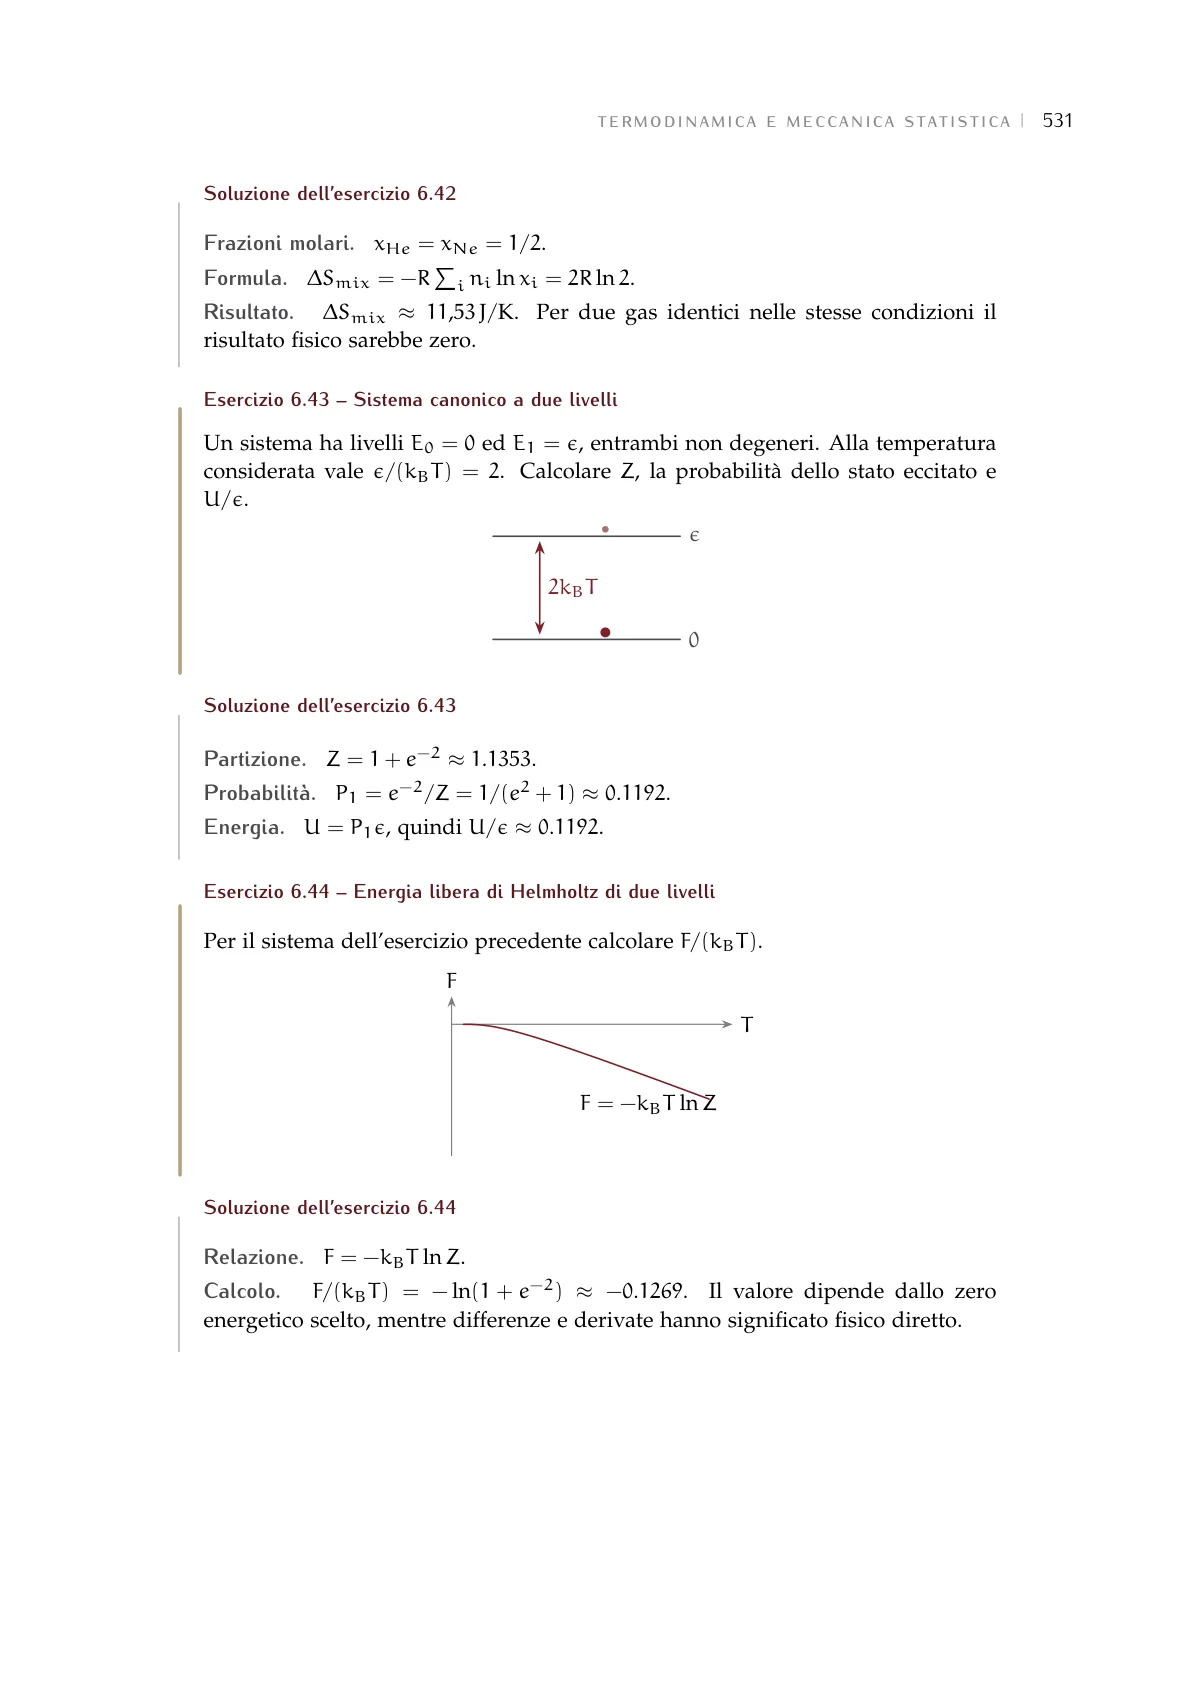 TERMODINAMICA E MECCANICA STATISTICA | 531
Soluzione dell'esercizio 6.42
Frazioni molari. x_He = x_Ne = 1/2.
Formula. ΔS_mix = −R ∑_i n_i ln x_i = 2R ln 2.
Risultato. ΔS_mix ≈ 11,53 J/K. Per due gas identici nelle stesse condizioni il
risultato fisico sarebbe zero.
Esercizio 6.43 – Sistema canonico a due livelli
Un sistema ha livelli E₀ = 0 ed E₁ = ϵ, entrambi non degeneri. Alla temperatura
considerata vale ϵ/(k_B T) = 2. Calcolare Z, la probabilità dello stato eccitato e
U/ϵ.
ϵ
2k_B T
0
Soluzione dell'esercizio 6.43
Partizione. Z = 1 + e⁻² ≈ 1.1353.
Probabilità. P₁ = e⁻²/Z = 1/(e² + 1) ≈ 0.1192.
Energia. U = P₁ϵ, quindi U/ϵ ≈ 0.1192.
Esercizio 6.44 – Energia libera di Helmholtz di due livelli
Per il sistema dell'esercizio precedente calcolare F/(k_B T).
F
T
F = −k_B T ln Z
Soluzione dell'esercizio 6.44
Relazione. F = −k_B T ln Z.
Calcolo. F/(k_B T) = − ln(1 + e⁻²) ≈ −0.1269. Il valore dipende dallo zero
energetico scelto, mentre differenze e derivate hanno significato fisico diretto.